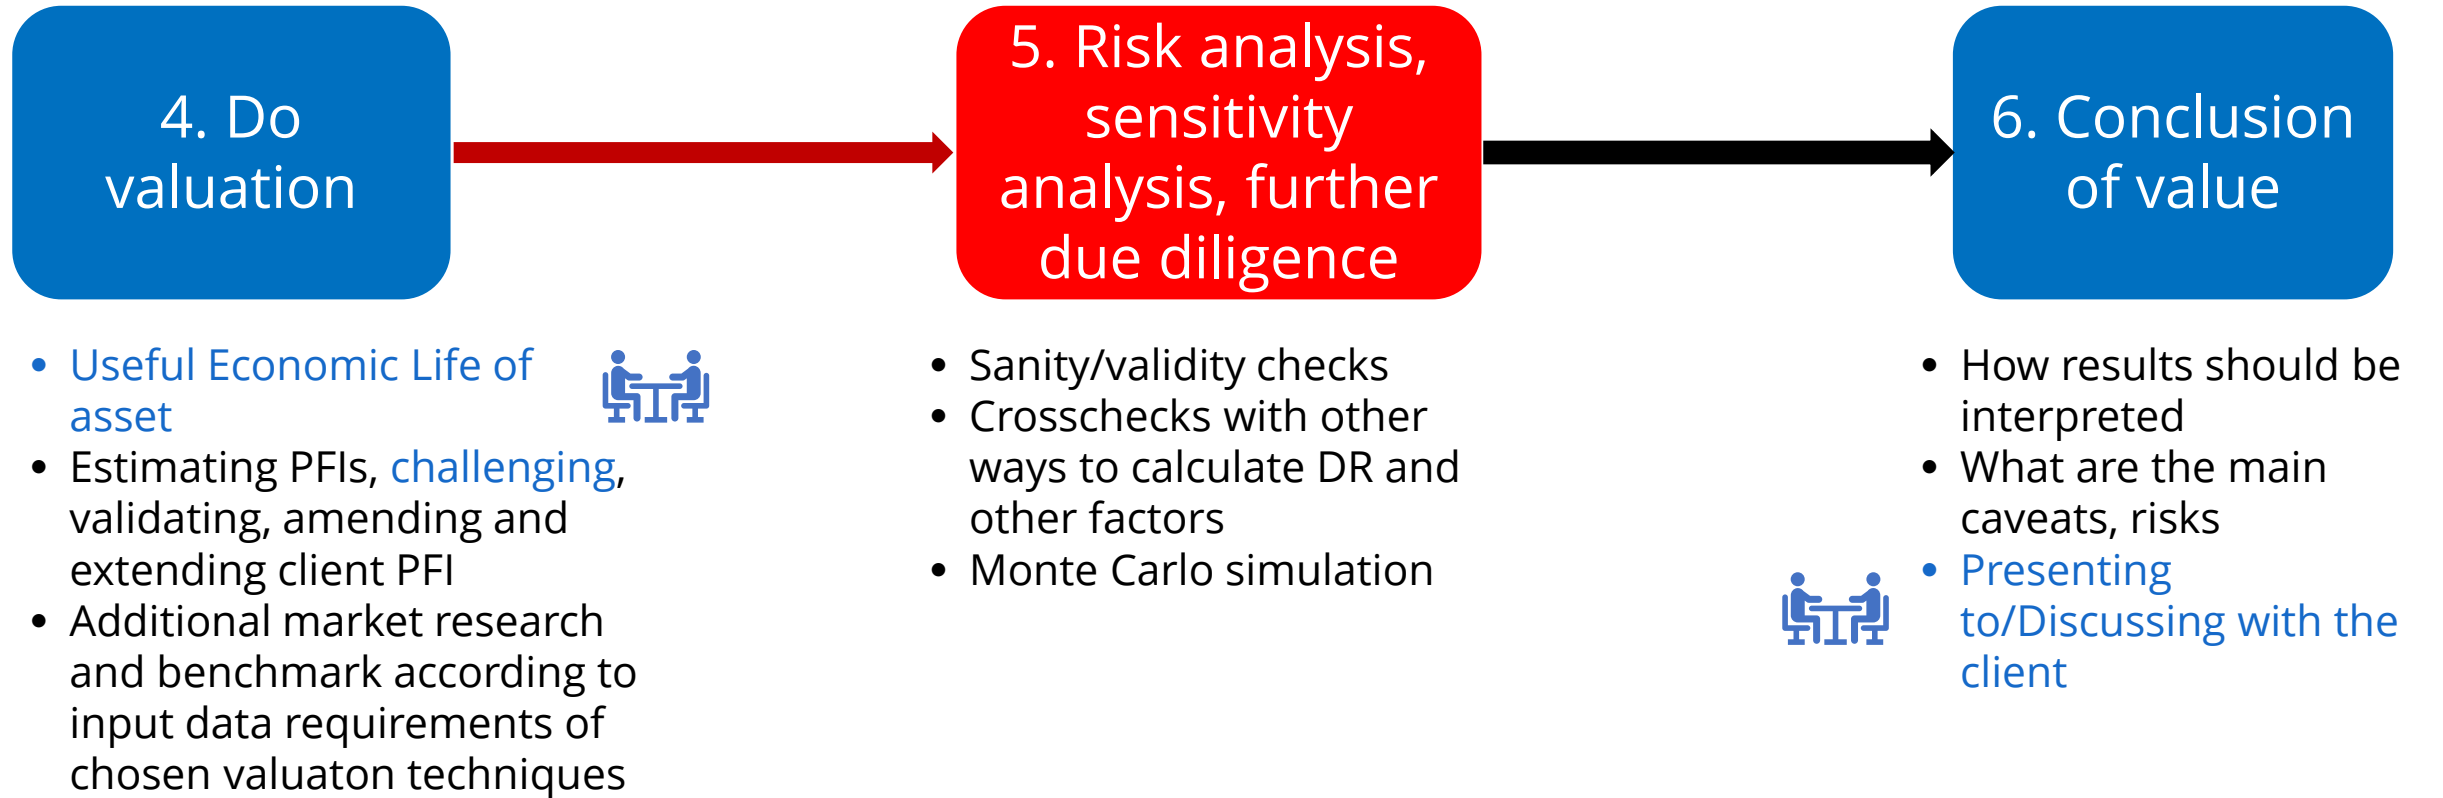 4. Do
valuation
5. Risk analysis,
sensitivity
analysis, further
due diligence
6. Conclusion
of value
• Useful Economic Life of
asset
• Estimating PFIs, challenging,
validating, amending and
extending client PFI
• Additional market research
and benchmark according to
input data requirements of
chosen valuaton techniques
• Sanity/validity checks
• Crosschecks with other
ways to calculate DR and
other factors
• Monte Carlo simulation
• How results should be
interpreted
• What are the main
caveats, risks
• Presenting
to/Discussing with the
client